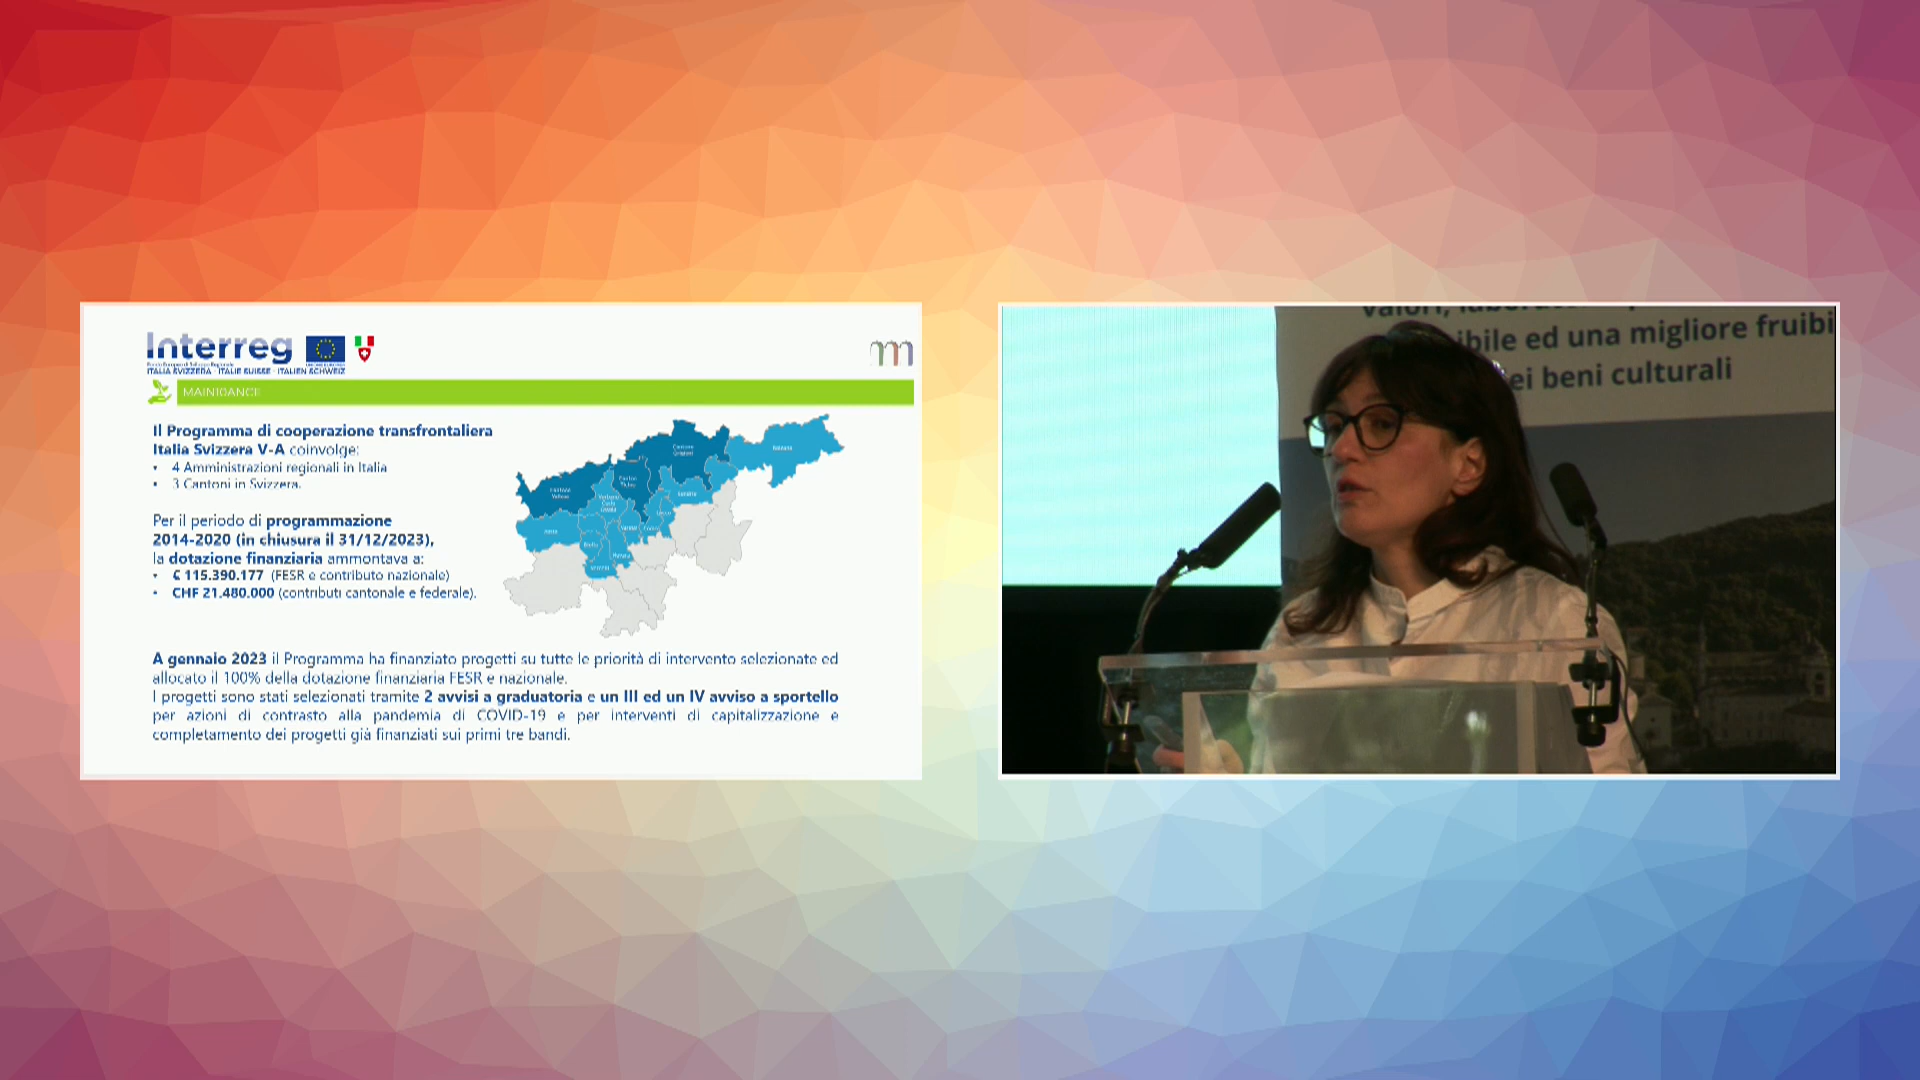 Interreg
ITALIA SVIZZERA · ITALIE SUISSE · ITALIEN SCHWEIZ
m
MAIN10ANCE
Il Programma di cooperazione transfrontaliera
Italia Svizzera V-A coinvolge:
• 4 Amministrazioni regionali in Italia
• 3 Cantoni in Svizzera.
Per il periodo di programmazione
2014-2020 (in chiusura il 31/12/2023),
la dotazione finanziaria ammontava a:
• € 115.390.177 (FESR e contributo nazionale)
• CHF 21.480.000 (contributi cantonale e federale).
A gennaio 2023 il Programma ha finanziato progetti su tutte le priorità di intervento selezionate ed
allocato il 100% della dotazione finanziaria FESR e nazionale.
I progetti sono stati selezionati tramite 2 avvisi a graduatoria e un III ed un IV avviso a sportello
per azioni di contrasto alla pandemia di COVID-19 e per interventi di capitalizzazione e
completamento dei progetti già finanziati sui primi tre bandi.
ibile ed una migliore fruibi
ei beni culturali